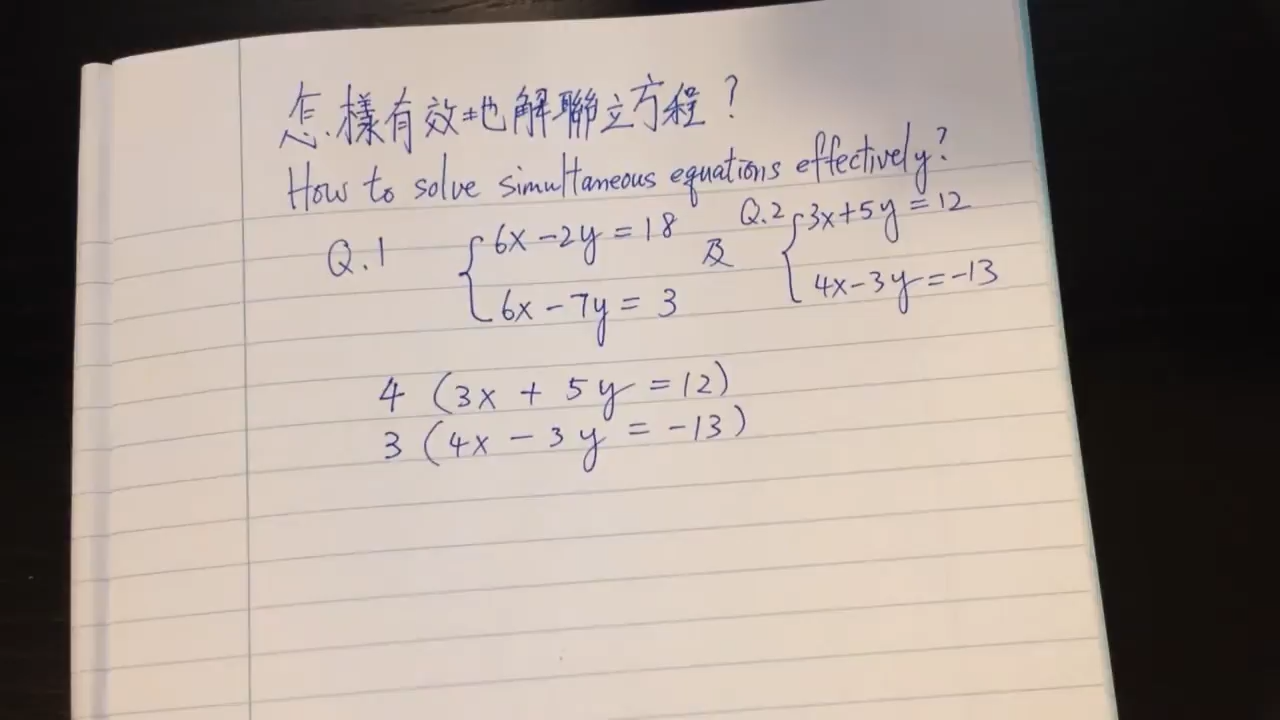 怎樣有效地解聯立方程?
How to solve simultaneous equations effectively?
Q.1 { 6x - 2y = 18
6x - 7y = 3
及
Q.2 { 3x + 5y = 12
4x - 3y = -13
4 (3x + 5y = 12)
3 (4x - 3y = -13)